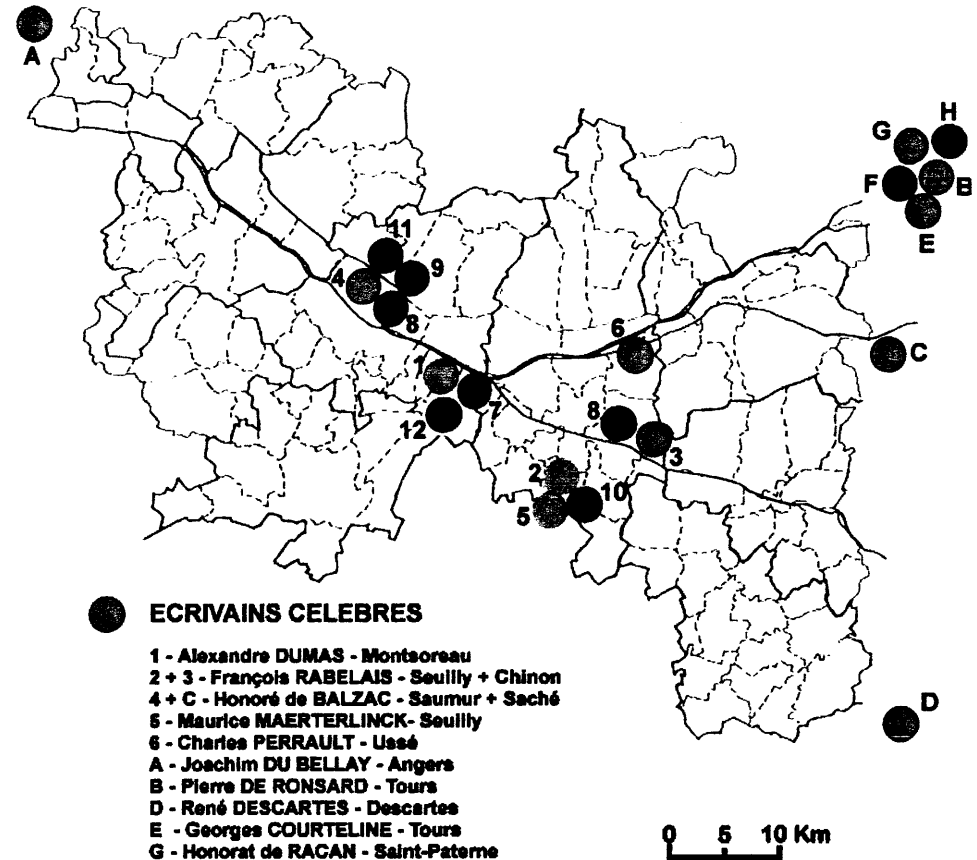 A
H
G
F
B
E
11
9
4
8
6
C
1
7
12
8
3
2
10
5
ECRIVAINS CELEBRES
1 - Alexandre DUMAS - Montsoreau
2 + 3 - François RABELAIS - Seuilly + Chinon
4 + C - Honoré de BALZAC - Saumur + Saché
5 - Maurice MAERTERLINCK- Seuilly
6 - Charles PERRAULT - Ussé
A - Joachim DU BELLAY - Angers
B - Pierre DE RONSARD - Tours
D - René DESCARTES - Descartes
E - Georges COURTELINE - Tours
G - Honorat de RACAN - Saint-Paterne
D
0 5 10 Km